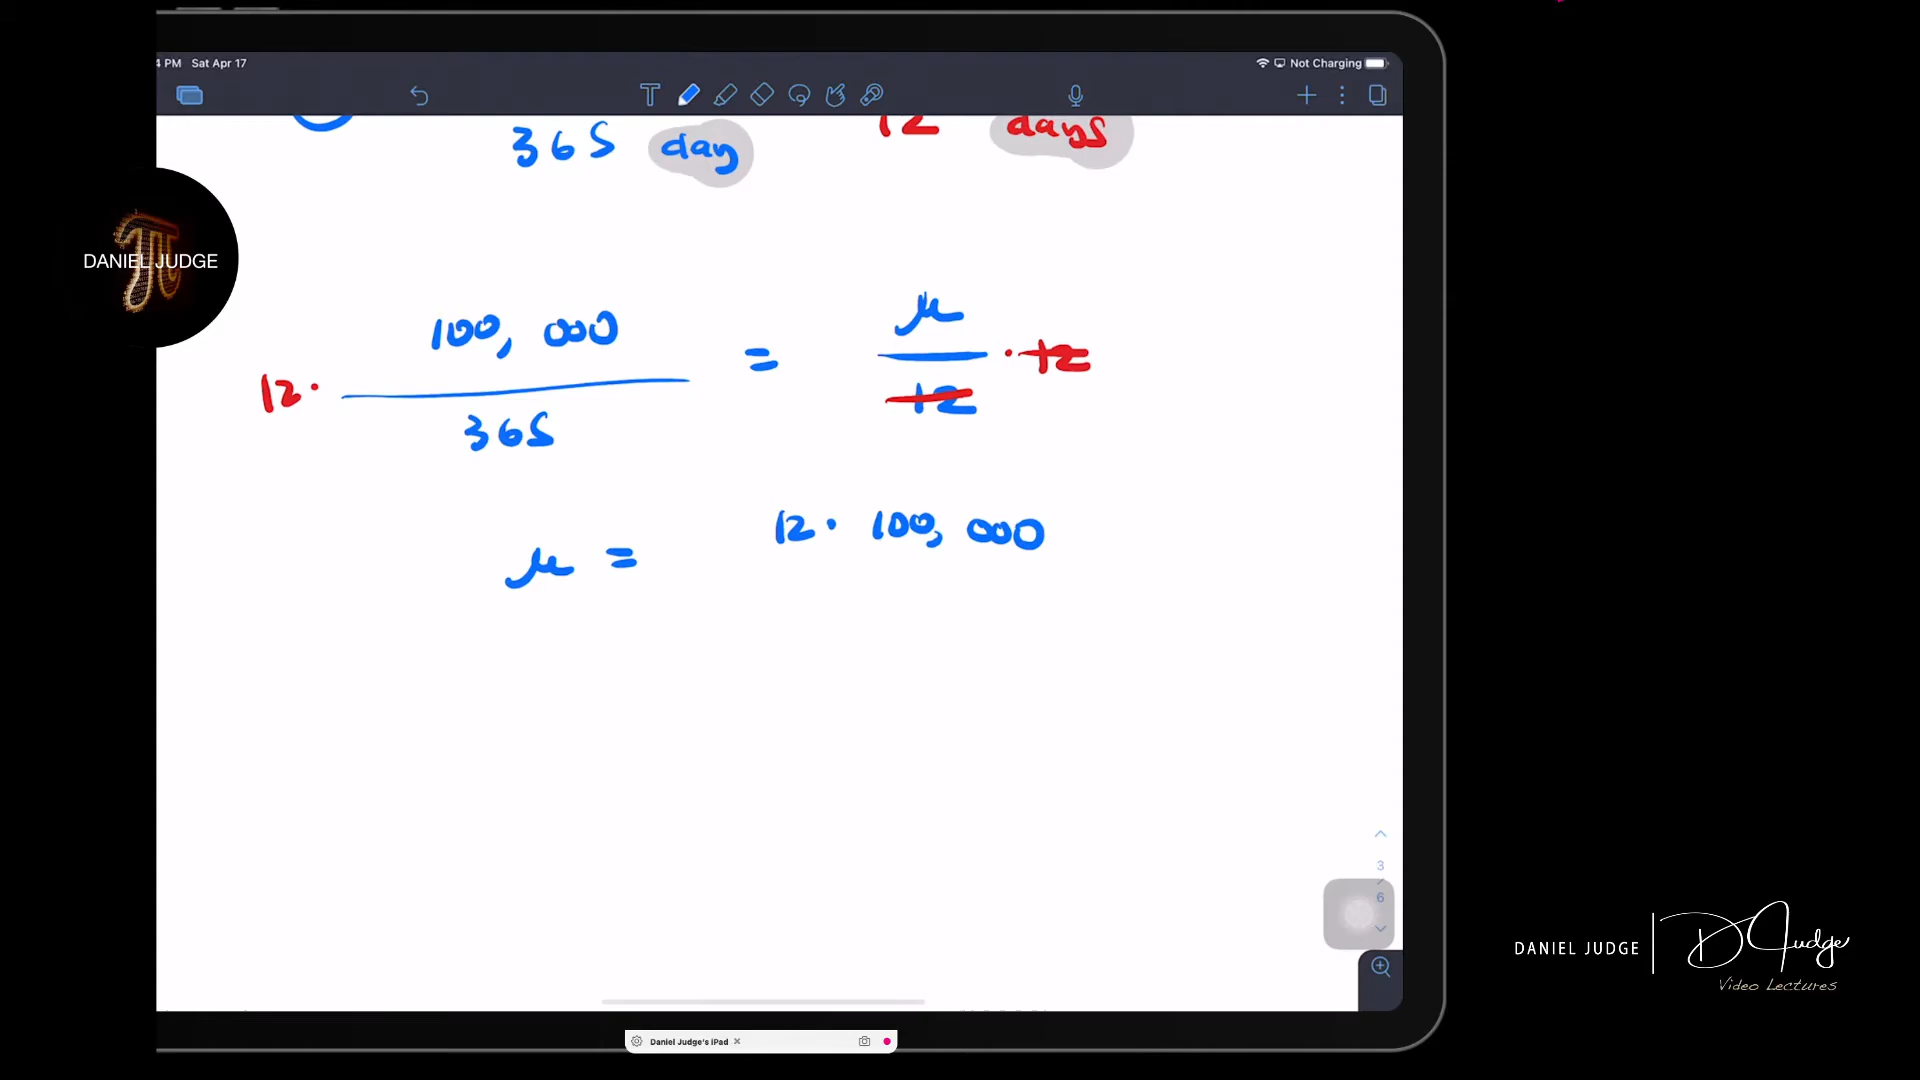 4 PM Sat Apr 17 Not Charging
365 day 12 days
DANIEL JUDGE
12 · 100,000 / 365 = μ / 12 · 12
μ = 12 · 100,000
3
/
6
DANIEL JUDGE | DJudge
Video Lectures
Daniel Judge's iPad ×